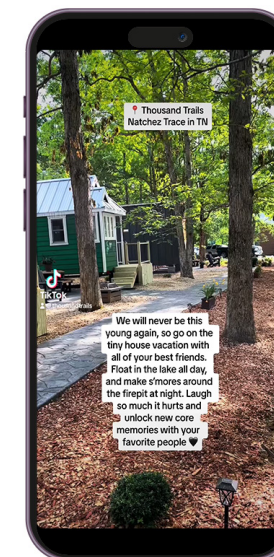 📍 Thousand Trails
Natchez Trace in TN
TikTok
@thousandtrails
We will never be this
young again, so go on the
tiny house vacation with
all of your best friends.
Float in the lake all day,
and make s'mores around
the firepit at night. Laugh
so much it hurts and
unlock new core
memories with your
favorite people 🖤